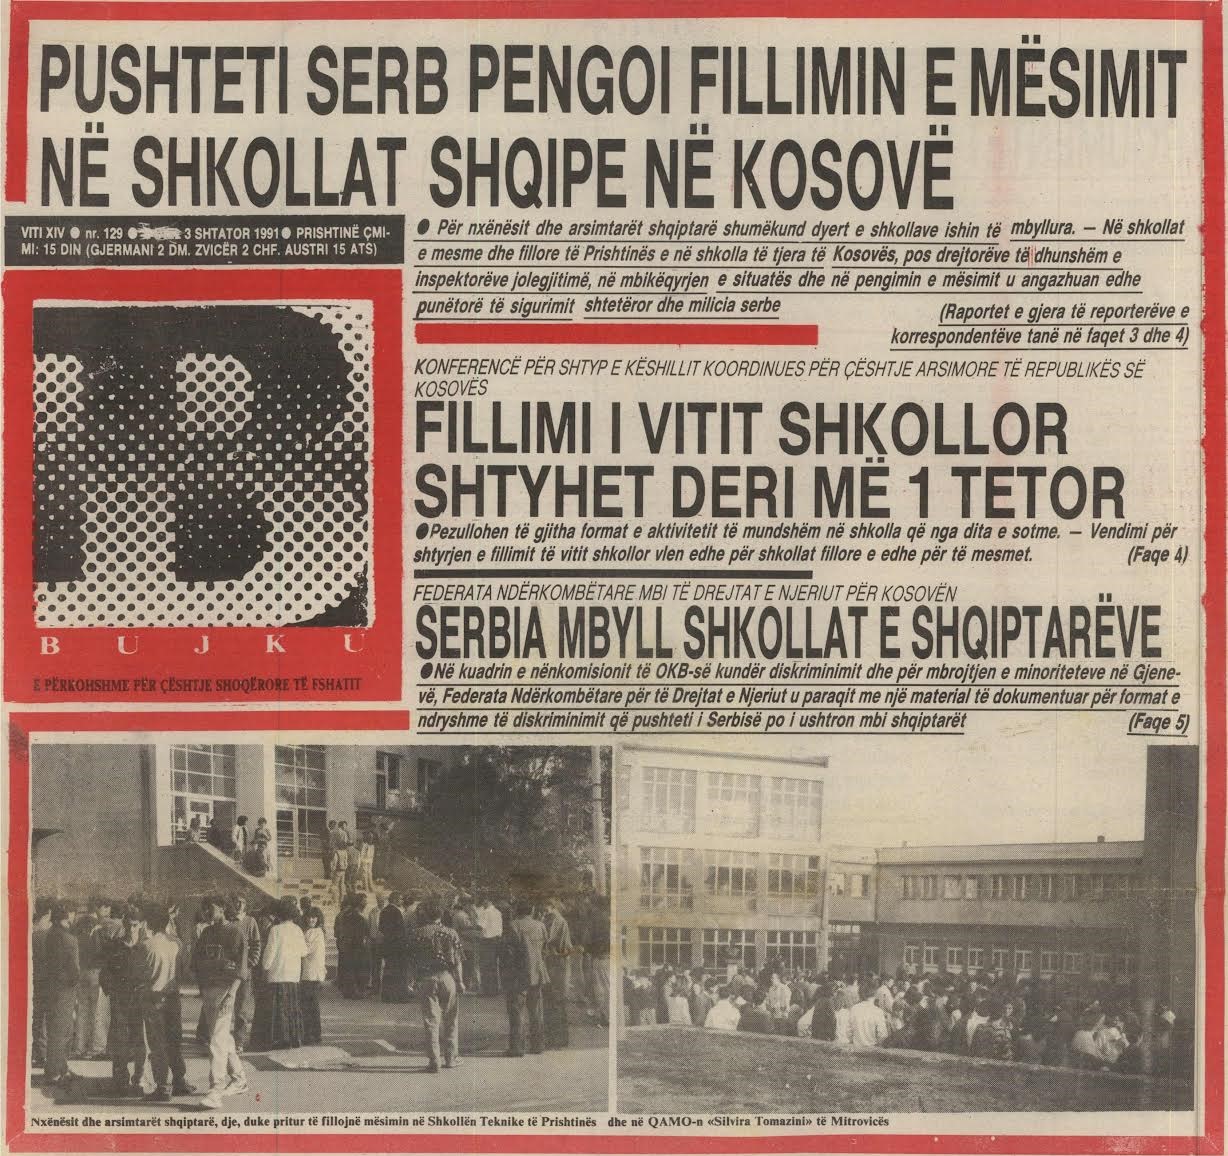 PUSHTETI SERB PENGOI FILLIMIN E MËSIMIT
NË SHKOLLAT SHQIPE NË KOSOVË
VITI XIV ● nr. 129 ● 3 SHTATOR 1991 ● PRISHTINË ÇMI-
MI: 15 DIN (GJERMANI 2 DM. ZVICËR 2 CHF. AUSTRI 15 ATS)
● Për nxënësit dhe arsimtarët shqiptarë shumëkund dyert e shkollave ishin të mbyllura. — Në shkollat
e mesme dhe fillore të Prishtinës e në shkolla të tjera të Kosovës, pos drejtorëve të dhunshëm e
inspektorëve jolegjitimë, në mbikëqyrjen e situatës dhe në pengimin e mësimit u angazhuan edhe
punëtorë të sigurimit shtetëror dhe milicia serbe
(Raportet e gjera të reporterëve e
korrespondentëve tanë në faqet 3 dhe 4)
B U J K U
E PËRKOHSHME PËR ÇËSHTJE SHOQËRORE TË FSHATIT
KONFERENCË PËR SHTYP E KËSHILLIT KOORDINUES PËR ÇËSHTJE ARSIMORE TË REPUBLIKËS SË
KOSOVËS
FILLIMI I VITIT SHKOLLOR
SHTYHET DERI MË 1 TETOR
● Pezullohen të gjitha format e aktivitetit të mundshëm në shkolla që nga dita e sotme. — Vendimi për
shtyrjen e fillimit të vitit shkollor vlen edhe për shkollat fillore e edhe për të mesmet. (Faqe 4)
FEDERATA NDËRKOMBËTARE MBI TË DREJTAT E NJERIUT PËR KOSOVËN
SERBIA MBYLL SHKOLLAT E SHQIPTARËVE
● Në kuadrin e nënkomisionit të OKB-së kundër diskriminimit dhe për mbrojtjen e minoriteteve në Gjene-
vë, Federata Ndërkombëtare për të Drejtat e Njeriut u paraqit me një material të dokumentuar për format e
ndryshme të diskriminimit që pushteti i Serbisë po i ushtron mbi shqiptarët (Faqe 5)
Nxënësit dhe arsimtarët shqiptarë, dje, duke pritur të fillojnë mësimin në Shkollën Teknike të Prishtinës dhe në QAMO-n «Silvira Tomazini» të Mitrovicës